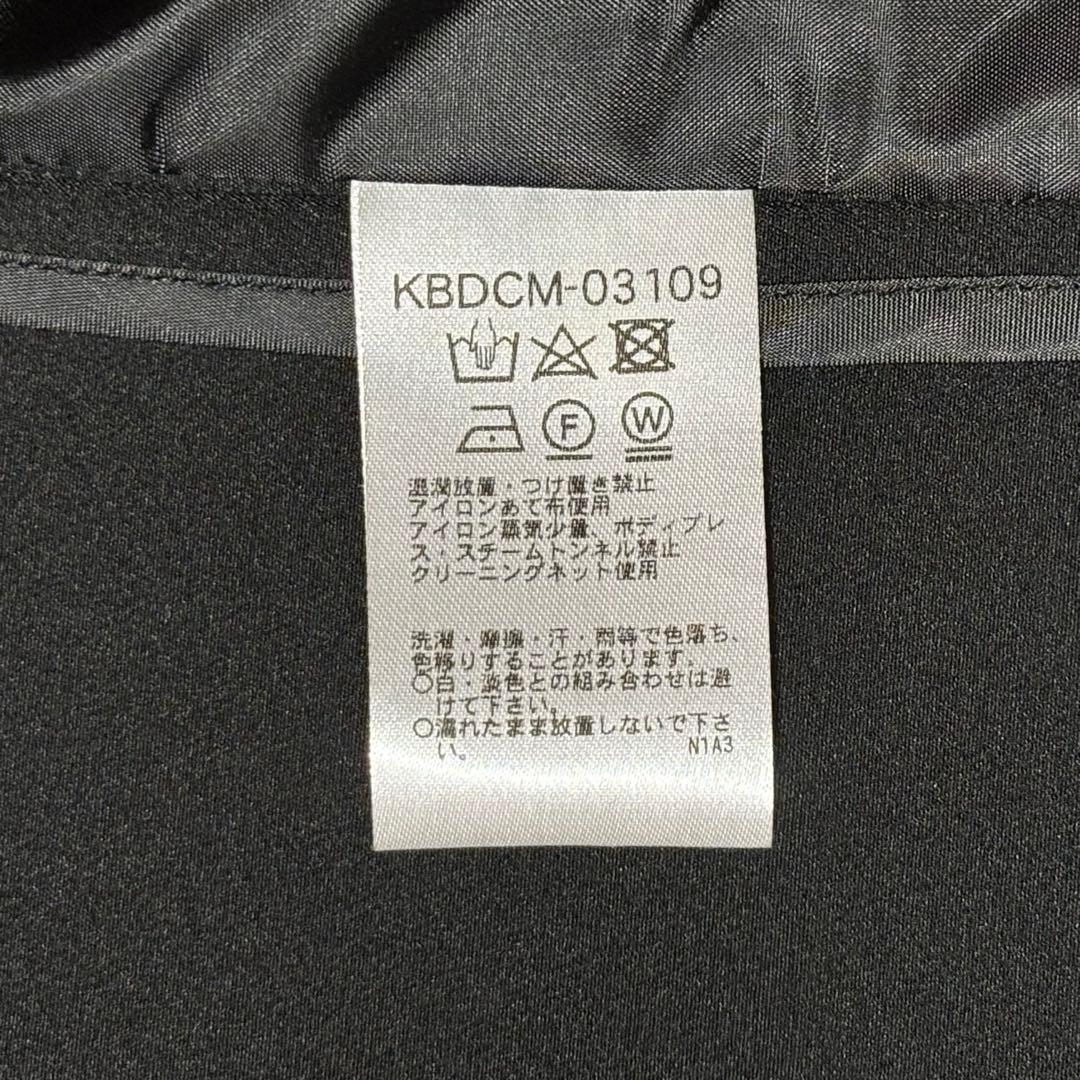 KBDCM-03109
F W
湿潤放置・つけ置き禁止
アイロンあて布使用
アイロン蒸気少量、ボディプレ
ス・スチームトンネル禁止
クリーニングネット使用
洗濯・摩擦・汗・雨等で色落ち、
色移りすることがあります。
○白・淡色との組み合わせは避
けて下さい。
○濡れたまま放置しないで下さ
い。 N1A3